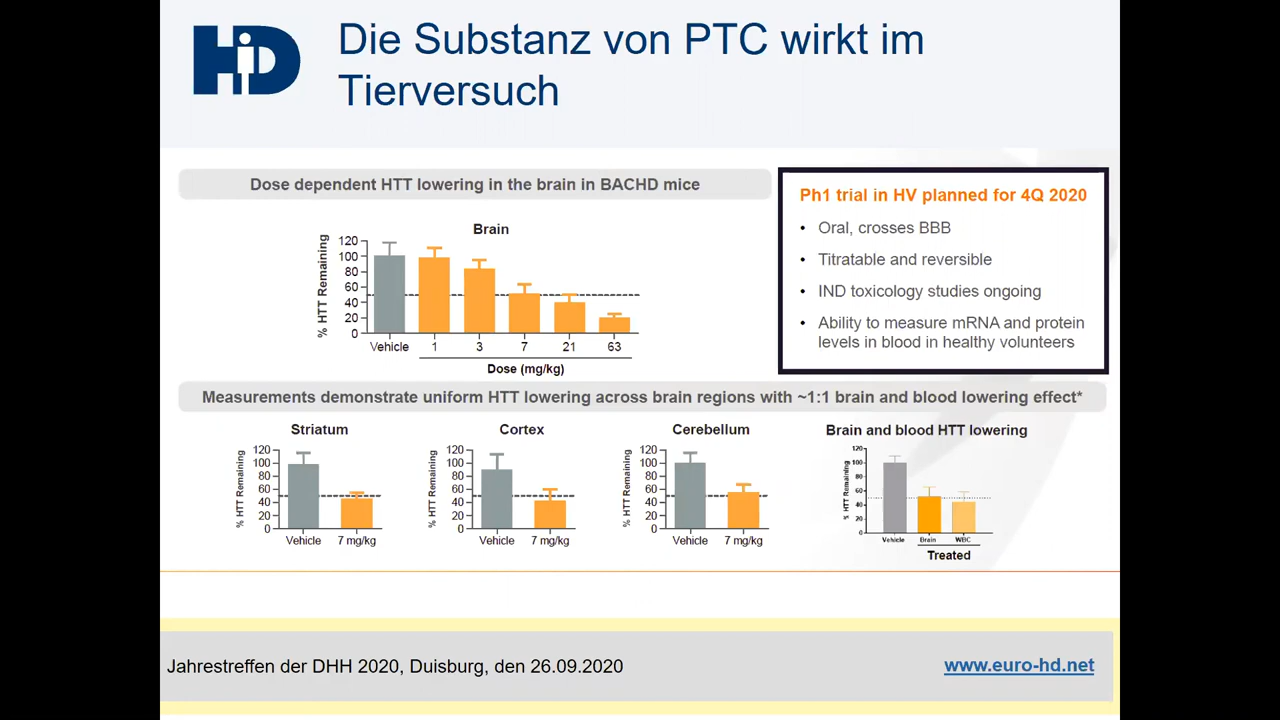 HD
Die Substanz von PTC wirkt im
Tierversuch
Dose dependent HTT lowering in the brain in BACHD mice
Brain
% HTT Remaining
120
100
80
60
40
20
0
Vehicle 1 3 7 21 63
Dose (mg/kg)
Ph1 trial in HV planned for 4Q 2020
• Oral, crosses BBB
• Titratable and reversible
• IND toxicology studies ongoing
• Ability to measure mRNA and protein
levels in blood in healthy volunteers
Measurements demonstrate uniform HTT lowering across brain regions with ~1:1 brain and blood lowering effect*
Striatum
% HTT Remaining
120
100
80
60
40
20
0
Vehicle 7 mg/kg
Cortex
% HTT Remaining
120
100
80
60
40
20
0
Vehicle 7 mg/kg
Cerebellum
% HTT Remaining
120
100
80
60
40
20
0
Vehicle 7 mg/kg
Brain and blood HTT lowering
% HTT Remaining
120
100
80
60
40
20
0
Vehicle Brain WBC
Treated
Jahrestreffen der DHH 2020, Duisburg, den 26.09.2020
www.euro-hd.net